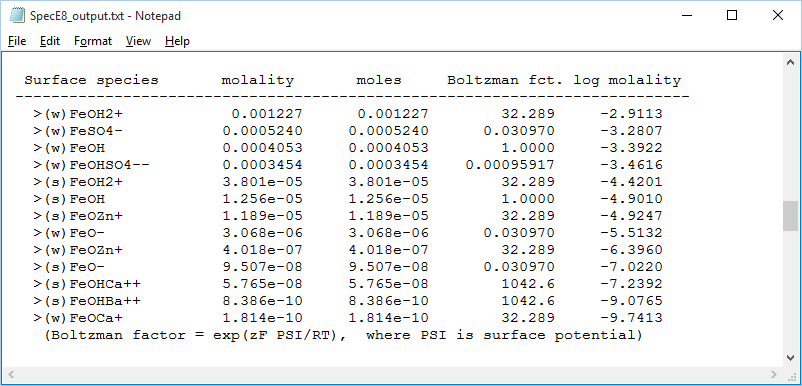 SpecE8_output.txt - Notepad
File Edit Format View Help
Surface species molality moles Boltzman fct. log molality
---------------------------------------------------------------------------
>(w)FeOH2+ 0.001227 0.001227 32.289 -2.9113
>(w)FeSO4- 0.0005240 0.0005240 0.030970 -3.2807
>(w)FeOH 0.0004053 0.0004053 1.0000 -3.3922
>(w)FeOHSO4-- 0.0003454 0.0003454 0.00095917 -3.4616
>(s)FeOH2+ 3.801e-05 3.801e-05 32.289 -4.4201
>(s)FeOH 1.256e-05 1.256e-05 1.0000 -4.9010
>(s)FeOZn+ 1.189e-05 1.189e-05 32.289 -4.9247
>(w)FeO- 3.068e-06 3.068e-06 0.030970 -5.5132
>(w)FeOZn+ 4.018e-07 4.018e-07 32.289 -6.3960
>(s)FeO- 9.507e-08 9.507e-08 0.030970 -7.0220
>(s)FeOHCa++ 5.765e-08 5.765e-08 1042.6 -7.2392
>(s)FeOHBa++ 8.386e-10 8.386e-10 1042.6 -9.0765
>(w)FeOCa+ 1.814e-10 1.814e-10 32.289 -9.7413
(Boltzman factor = exp(zF PSI/RT), where PSI is surface potential)